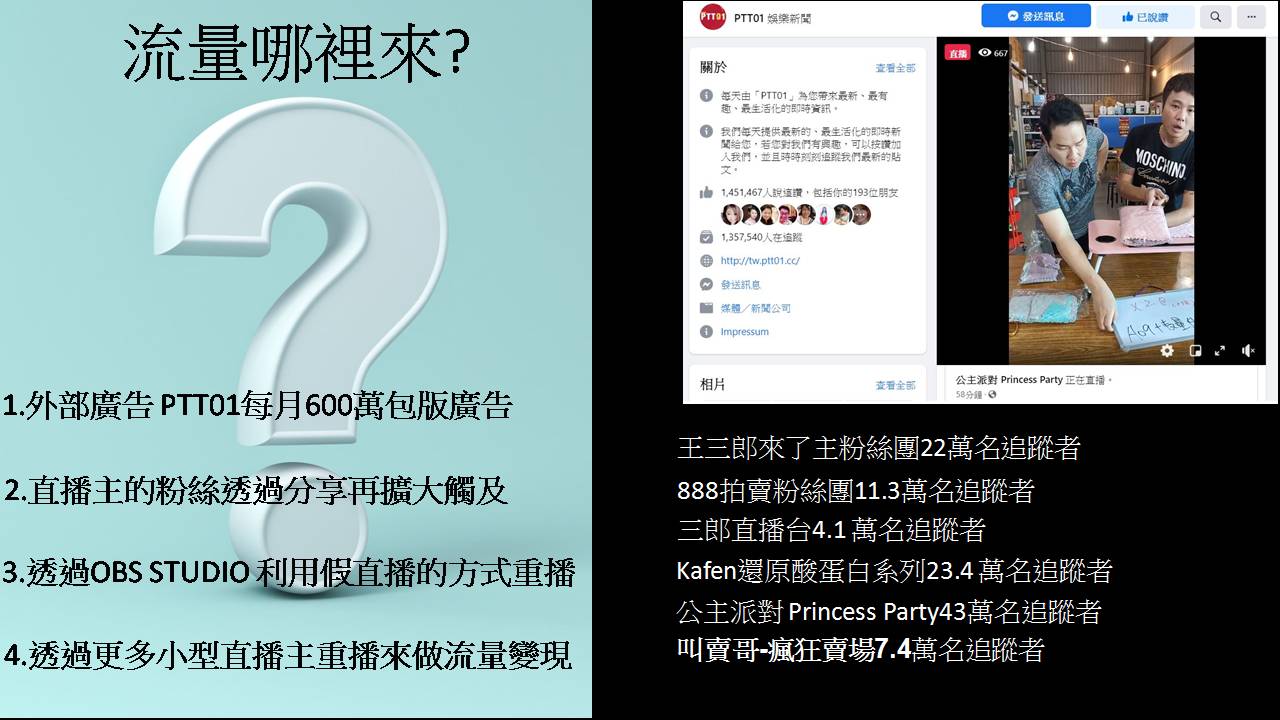 流量哪裡來?
1.外部廣告 PTT01每月600萬包版廣告
2.直播主的粉絲透過分享再擴大觸及
3.透過OBS STUDIO 利用假直播的方式重播
4.透過更多小型直播主重播來做流量變現
PTT01
PTT01 娛樂新聞
發送訊息
已說讚
關於
查看全部
每天由「PTT01」為您帶來最新、最有
趣、最生活化的即時資訊。
我們每天提供最新的、最生活化的即時新
聞給您，若您對我們有興趣，可以按讚加
入我們，並且時時刻刻追蹤我們最新的貼
文。
1,451,467人說這讚，包括你的193位朋友
1,357,540人在追蹤
http://tw.ptt01.cc/
發送訊息
媒體／新聞公司
Impressum
相片
查看全部
直播
667
MOSCHINO
公主派對 Princess Party 正在直播。
58分鐘
王三郎來了主粉絲團22萬名追蹤者
888拍賣粉絲團11.3萬名追蹤者
三郎直播台4.1 萬名追蹤者
Kafen還原酸蛋白系列23.4 萬名追蹤者
公主派對 Princess Party43萬名追蹤者
叫賣哥-瘋狂賣場7.4萬名追蹤者